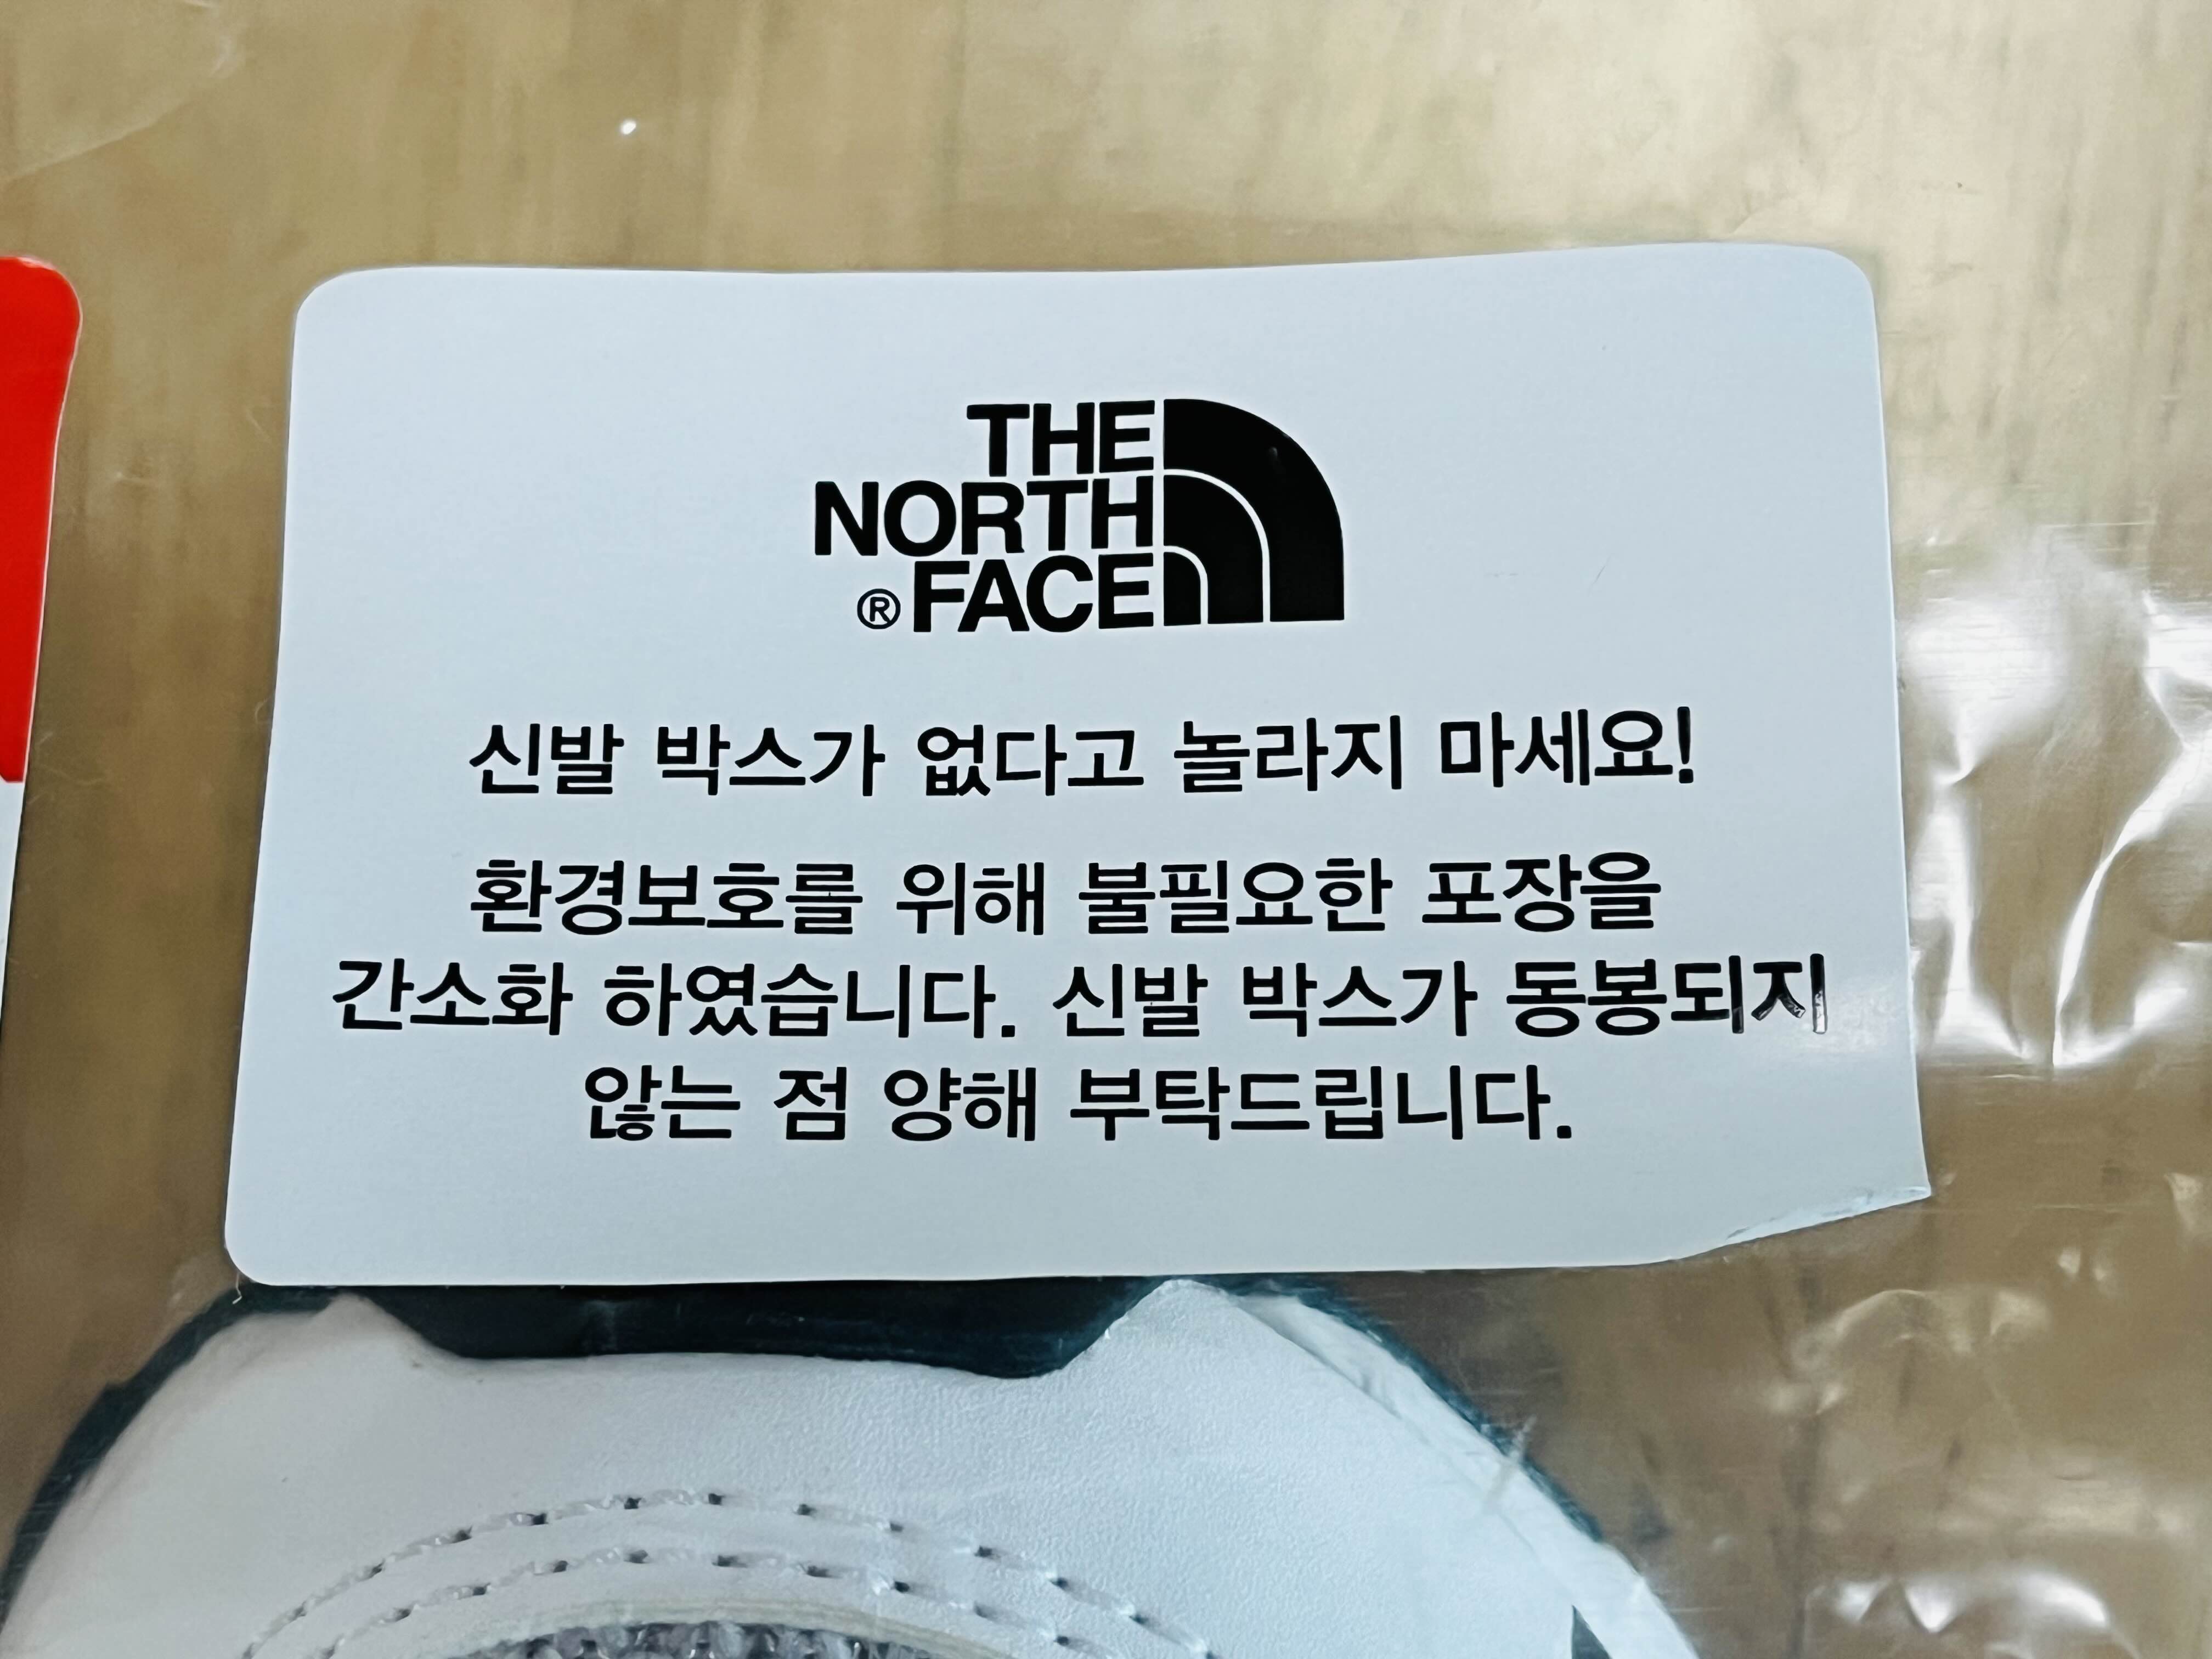 THE
NORTH
® FACE
신발 박스가 없다고 놀라지 마세요!
환경보호를 위해 불필요한 포장을
간소화 하였습니다. 신발 박스가 동봉되지
않는 점 양해 부탁드립니다.